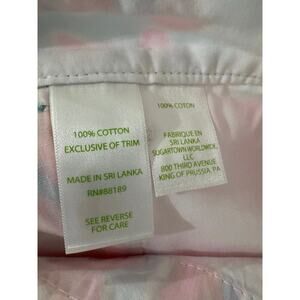 100% COTTON
EXCLUSIVE OF TRIM
MADE IN SRI LANKA
RN#88189
SEE REVERSE
FOR CARE
100% COTON
FABRIQUE EN
SRI LANKA
SUGARTOWN WORLDWIDE,
LLC
800 THIRD AVENUE
KING OF PRUSSIA, PA